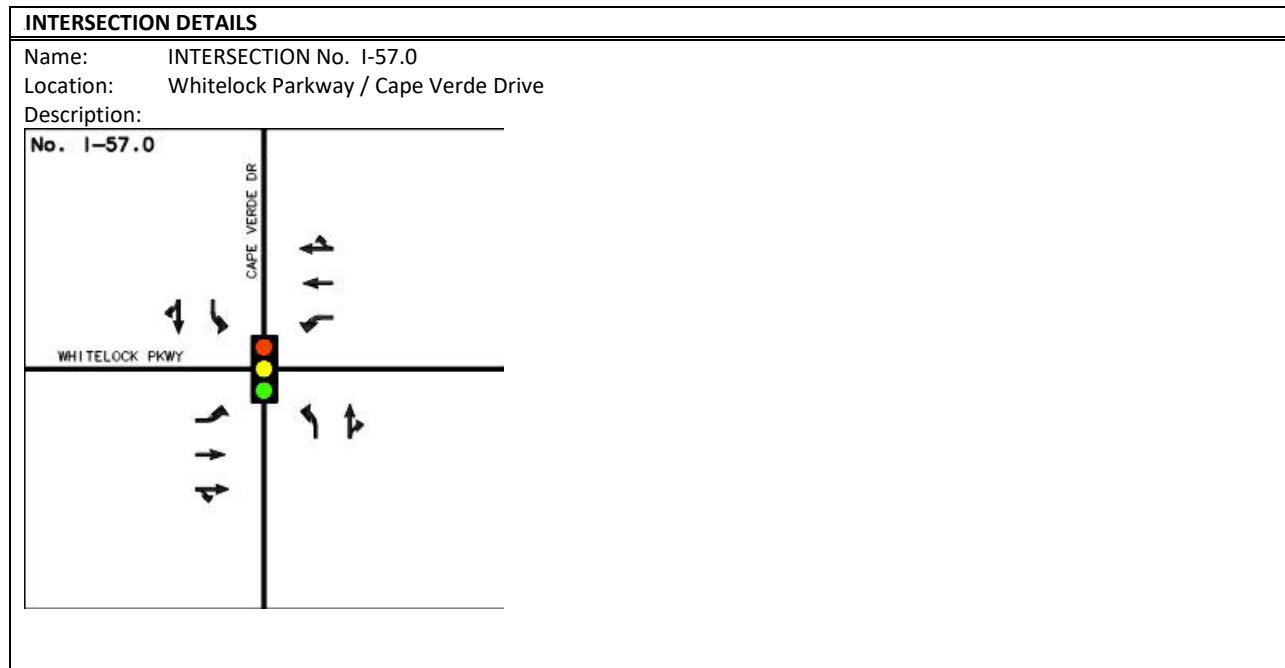 INTERSECTION DETAILS
Name: INTERSECTION No. I-57.0
Location: Whitelock Parkway / Cape Verde Drive
Description:
No. I-57.0
CAPE VERDE DR
WHITELOCK PKWY